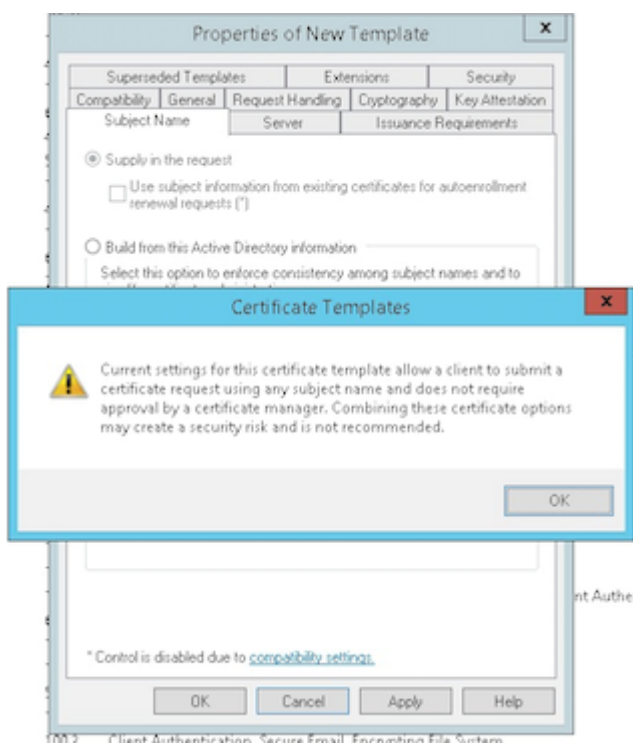 Properties of New Template
x
Superseded Templates Extensions Security
Compatibility General Request Handling Cryptography Key Attestation
Subject Name Server Issuance Requirements
Supply in the request
Use subject information from existing certificates for autoenrollment
renewal requests (*)
Build from this Active Directory information
Select this option to enforce consistency among subject names and to
Certificate Templates
x
Current settings for this certificate template allow a client to submit a
certificate request using any subject name and does not require
approval by a certificate manager. Combining these certificate options
may create a security risk and is not recommended.
OK
* Control is disabled due to compatibility settings.
OK Cancel Apply Help
Client Authentication, Secure Email, Encrypting File System